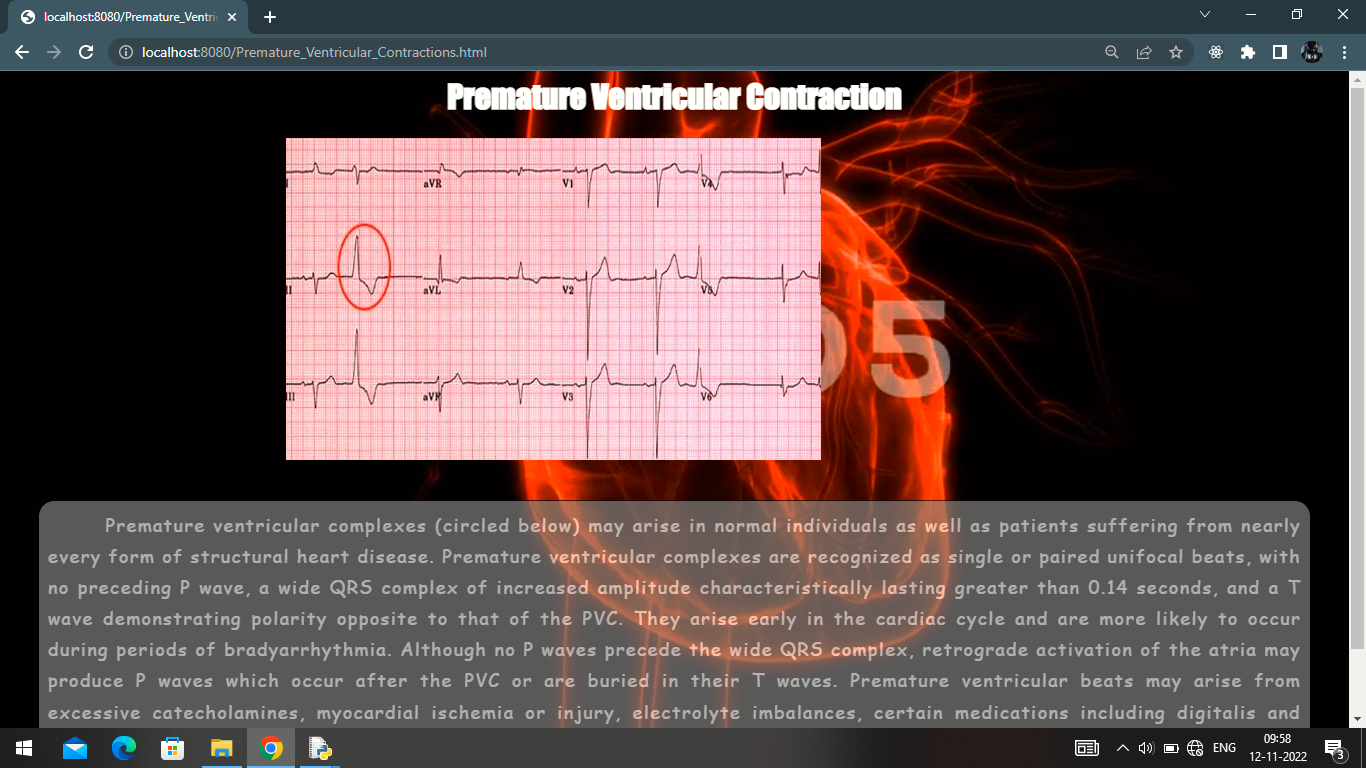 localhost:8080/Premature_Ventri
localhost:8080/Premature_Ventricular_Contractions.html
Premature Ventricular Contraction
I aVR V1 V4
II aVL V2 V5
III aVF V3 V6
05
Premature ventricular complexes (circled below) may arise in normal individuals as well as patients suffering from nearly
every form of structural heart disease. Premature ventricular complexes are recognized as single or paired unifocal beats, with
no preceding P wave, a wide QRS complex of increased amplitude characteristically lasting greater than 0.14 seconds, and a T
wave demonstrating polarity opposite to that of the PVC. They arise early in the cardiac cycle and are more likely to occur
during periods of bradyarrhythmia. Although no P waves precede the wide QRS complex, retrograde activation of the atria may
produce P waves which occur after the PVC or are buried in their T waves. Premature ventricular beats may arise from
excessive catecholamines, myocardial ischemia or injury, electrolyte imbalances, certain medications including digitalis and
ENG
09:58
12-11-2022
3